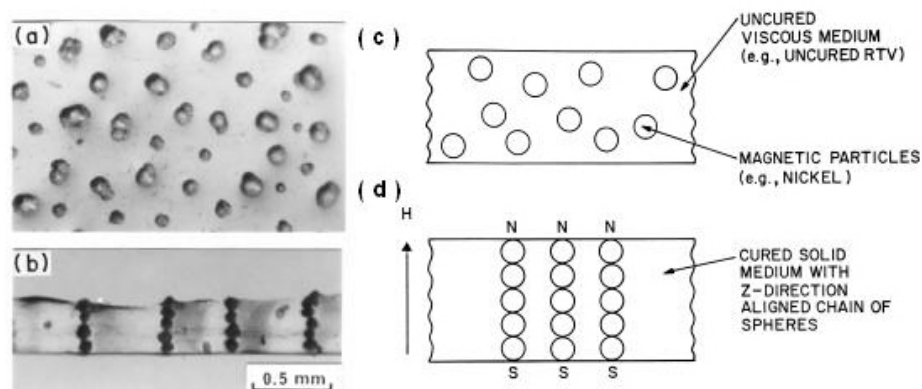 (a)
(b)
0.5 mm
(c)
UNCURED
VISCOUS MEDIUM
(e.g., UNCURED RTV)
MAGNETIC PARTICLES
(e.g., NICKEL)
(d)
H
N N N
S S S
CURED SOLID
MEDIUM WITH
Z-DIRECTION
ALIGNED CHAIN OF
SPHERES